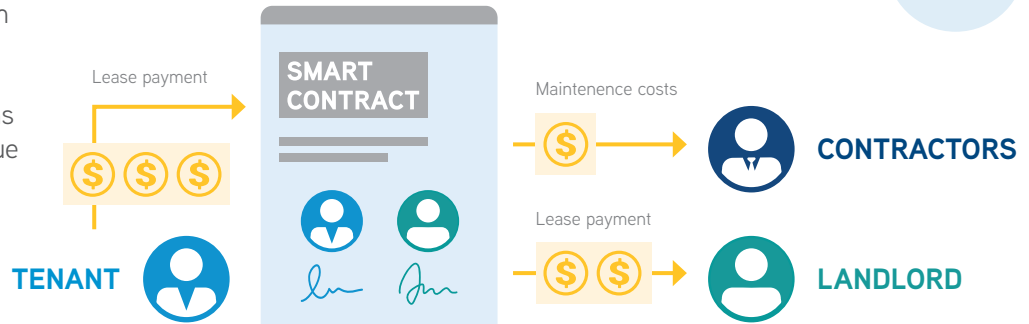 Lease payment
SMART
CONTRACT
Maintenence costs
CONTRACTORS
Lease payment
TENANT
LANDLORD
$ $ $
$
$ $